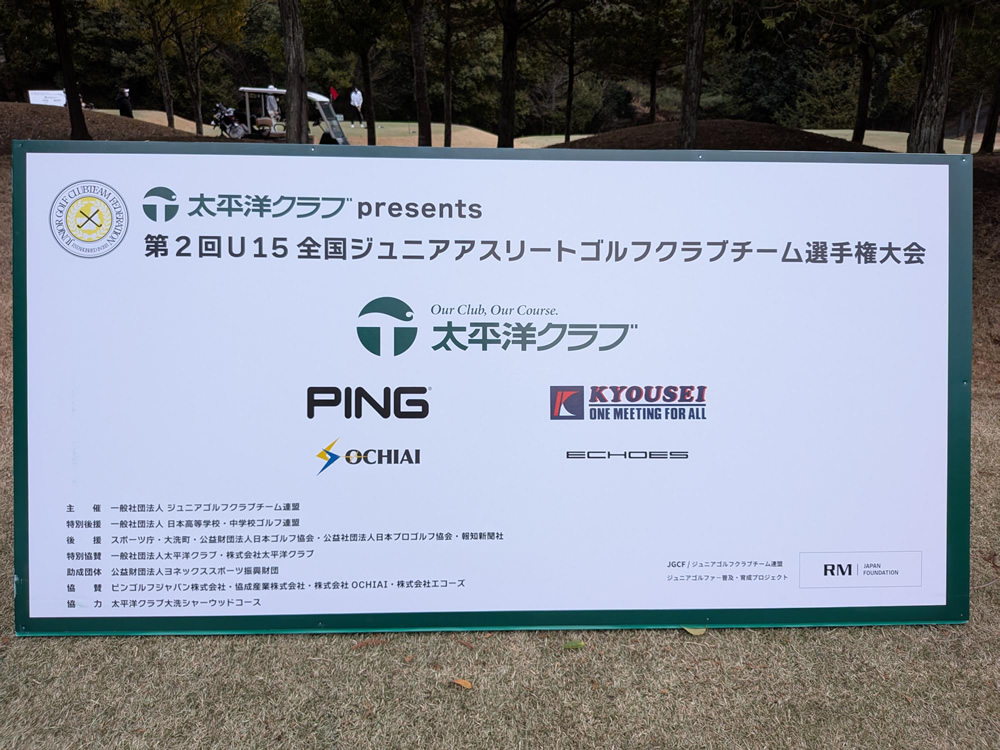 JUNIOR GOLF CLUBTEAM FEDERATION
太平洋クラブ presents
第2回U15 全国ジュニアアスリートゴルフクラブチーム選手権大会
Our Club, Our Course.
太平洋クラブ
PING
KYOUSEI
ONE MEETING FOR ALL
OCHIAI
ECHOES
主 催 一般社団法人 ジュニアゴルフクラブチーム連盟
特別後援 一般社団法人 日本高等学校・中学校ゴルフ連盟
後 援 スポーツ庁・大洗町・公益財団法人日本ゴルフ協会・公益社団法人日本プロゴルフ協会・報知新聞社
特別協賛 一般社団法人太平洋クラブ・株式会社太平洋クラブ
助成団体 公益財団法人ヨネックススポーツ振興財団
協 賛 ピンゴルフジャパン株式会社・協成産業株式会社・株式会社OCHIAI・株式会社エコーズ
協 力 太平洋クラブ大洗シャーウッドコース
JGCF / ジュニアゴルフクラブチーム連盟
ジュニアゴルファー普及・育成プロジェクト
RM JAPAN FOUNDATION